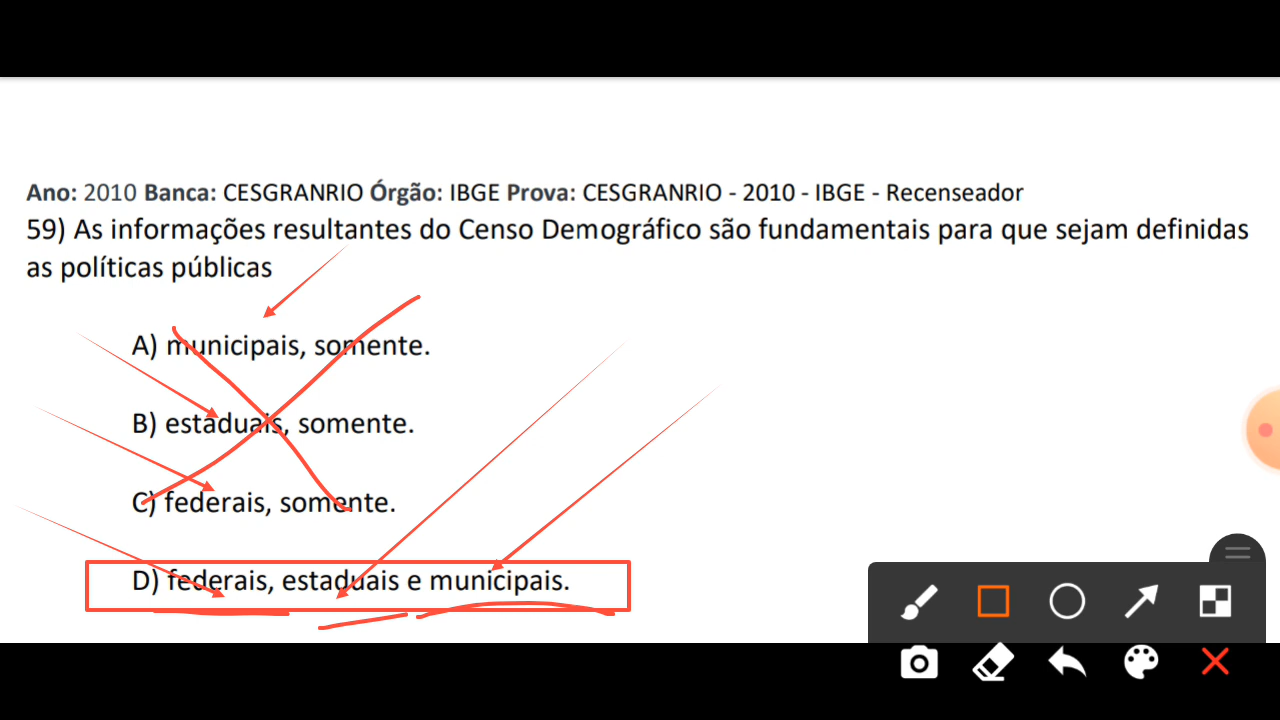 Ano: 2010 Banca: CESGRANRIO Órgão: IBGE Prova: CESGRANRIO - 2010 - IBGE - Recenseador
59) As informações resultantes do Censo Demográfico são fundamentais para que sejam definidas
as políticas públicas
A) municipais, somente.
B) estaduais, somente.
C) federais, somente.
D) federais, estaduais e municipais.